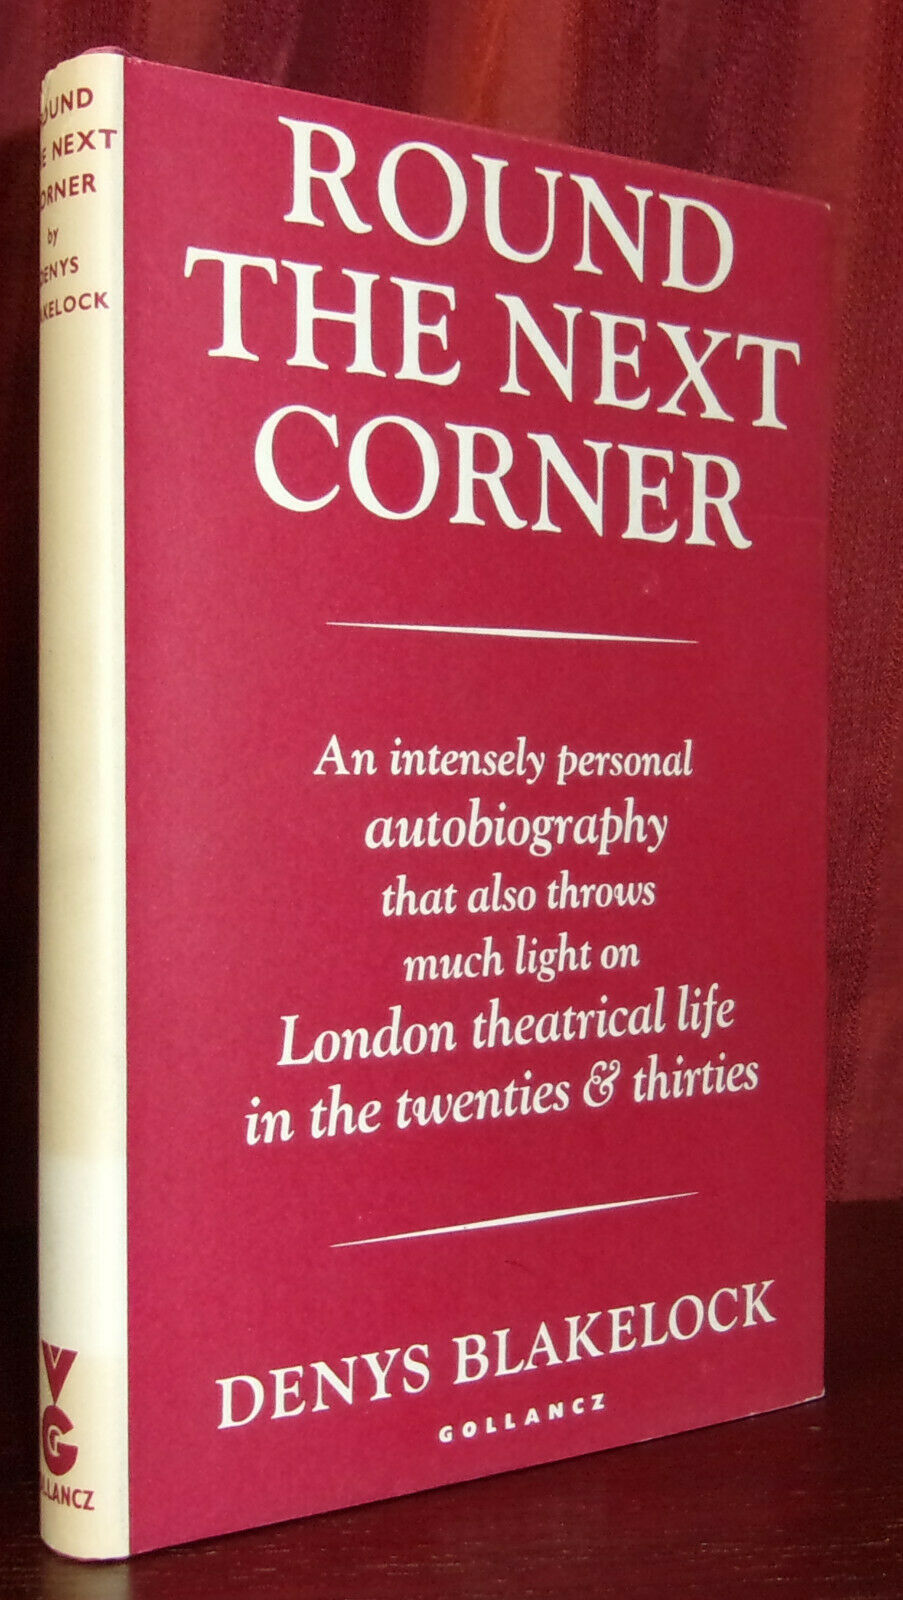 ROUND
THE NEXT
CORNER
An intensely personal
autobiography
that also throws
much light on
London theatrical life
in the twenties & thirties
DENYS BLAKELOCK
GOLLANCZ
ROUND
THE NEXT
CORNER
by
DENYS
BLAKELOCK
VG
GOLLANCZ